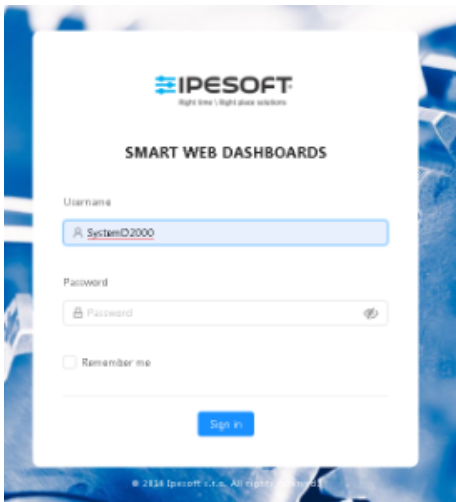 IPESOFT
Right time \ Right place solutions
SMART WEB DASHBOARDS
Username
SystemD2000
Password
Password
Remember me
Sign in
Ipesoft s.r.o. All rights reserved.